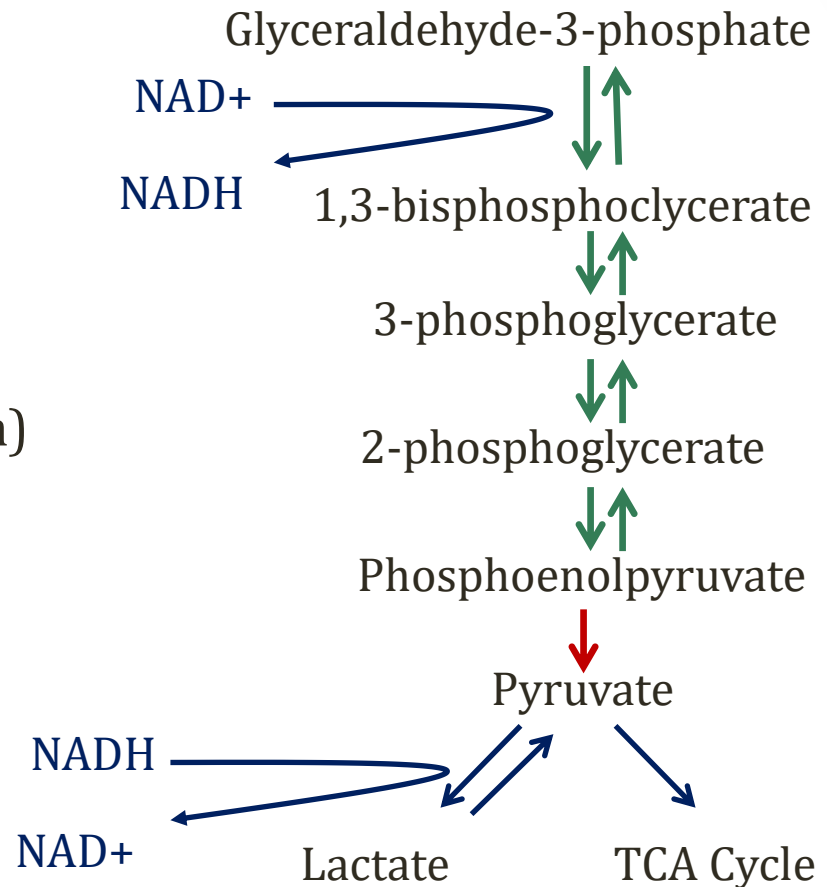 Glyceraldehyde-3-phosphate
NAD+
NADH
1,3-bisphosphoclycerate
3-phosphoglycerate
n)
2-phosphoglycerate
Phosphoenolpyruvate
Pyruvate
NADH
NAD+
Lactate
TCA Cycle